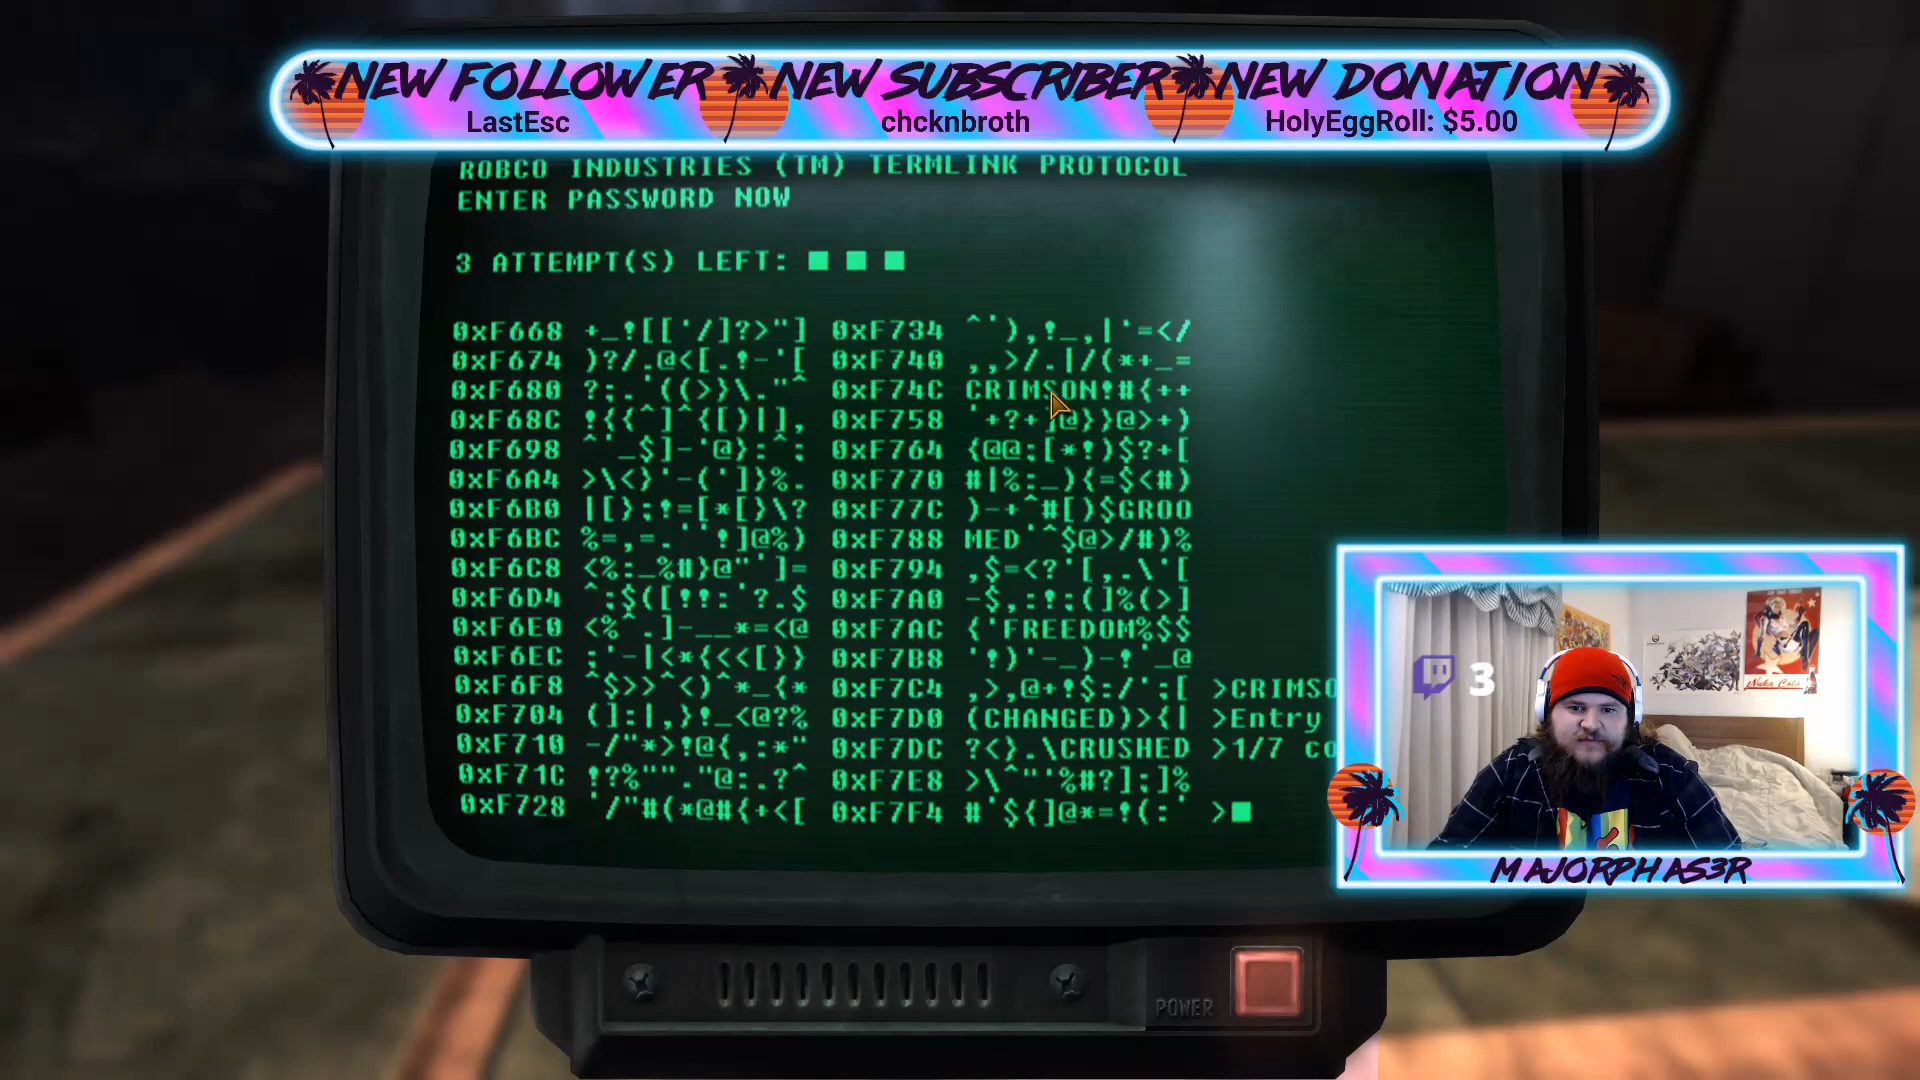 NEW FOLLOWER NEW SUBSCRIBER NEW DONATION
LastEsc chcknbroth HolyEggRoll: $5.00
ROBCO INDUSTRIES (TM) TERMLINK PROTOCOL
ENTER PASSWORD NOW
3 ATTEMPT(S) LEFT: ■ ■ ■
0xF668 +_![['/]?>"] 0xF734 ^'),!_,|'=</
0xF674 )?/.@<[.!-'[ 0xF740 ,,>/.|/(*+_=
0xF680 ?;.'((>}\."^ 0xF74C CRIMSON!#{++
0xF68C !{{^]^{[)|], 0xF758 '+?+]@}}@>+)
0xF698 ^'_$]-'@}:^; 0xF764 {@@;[*!)$?+[
0xF6A4 >\<}'-(']}%. 0xF770 #|%:_){=$<#)
0xF6B0 |[};!=[*[}\? 0xF77C )-+^#[)$GROO
0xF6BC %=,=.''!]@%) 0xF788 MED'^$@>/#)%
0xF6C8 <%:_%#}@"']= 0xF794 ,$=<?'[,.\'[
0xF6D4 ^;$([!!:'?.$ 0xF7A0 -$,:!;(]%(>]
0xF6E0 <%^.]-__*=<@ 0xF7AC {'FREEDOM%$$
0xF6EC ;'-|<*{<<[}} 0xF7B8 '!)'-_)-!'_@
0xF6F8 ^$>>^<)^*_{* 0xF7C4 ,>,@+!$:/';[ >CRIMSO
0xF704 (]:|,}!_<@?% 0xF7D0 (CHANGED)>{| >Entry
0xF710 -/"*>!@{,:*" 0xF7DC ?<}.\CRUSHED >1/7 co
0xF71C !?%""."@:.?^ 0xF7E8 >\^"'%#?];]%
0xF728 '/"#(*@#{+<[ 0xF7F4 #'${]@*=!(:' >■
3
Nuka Cola
MAJORPHAS3R
POWER